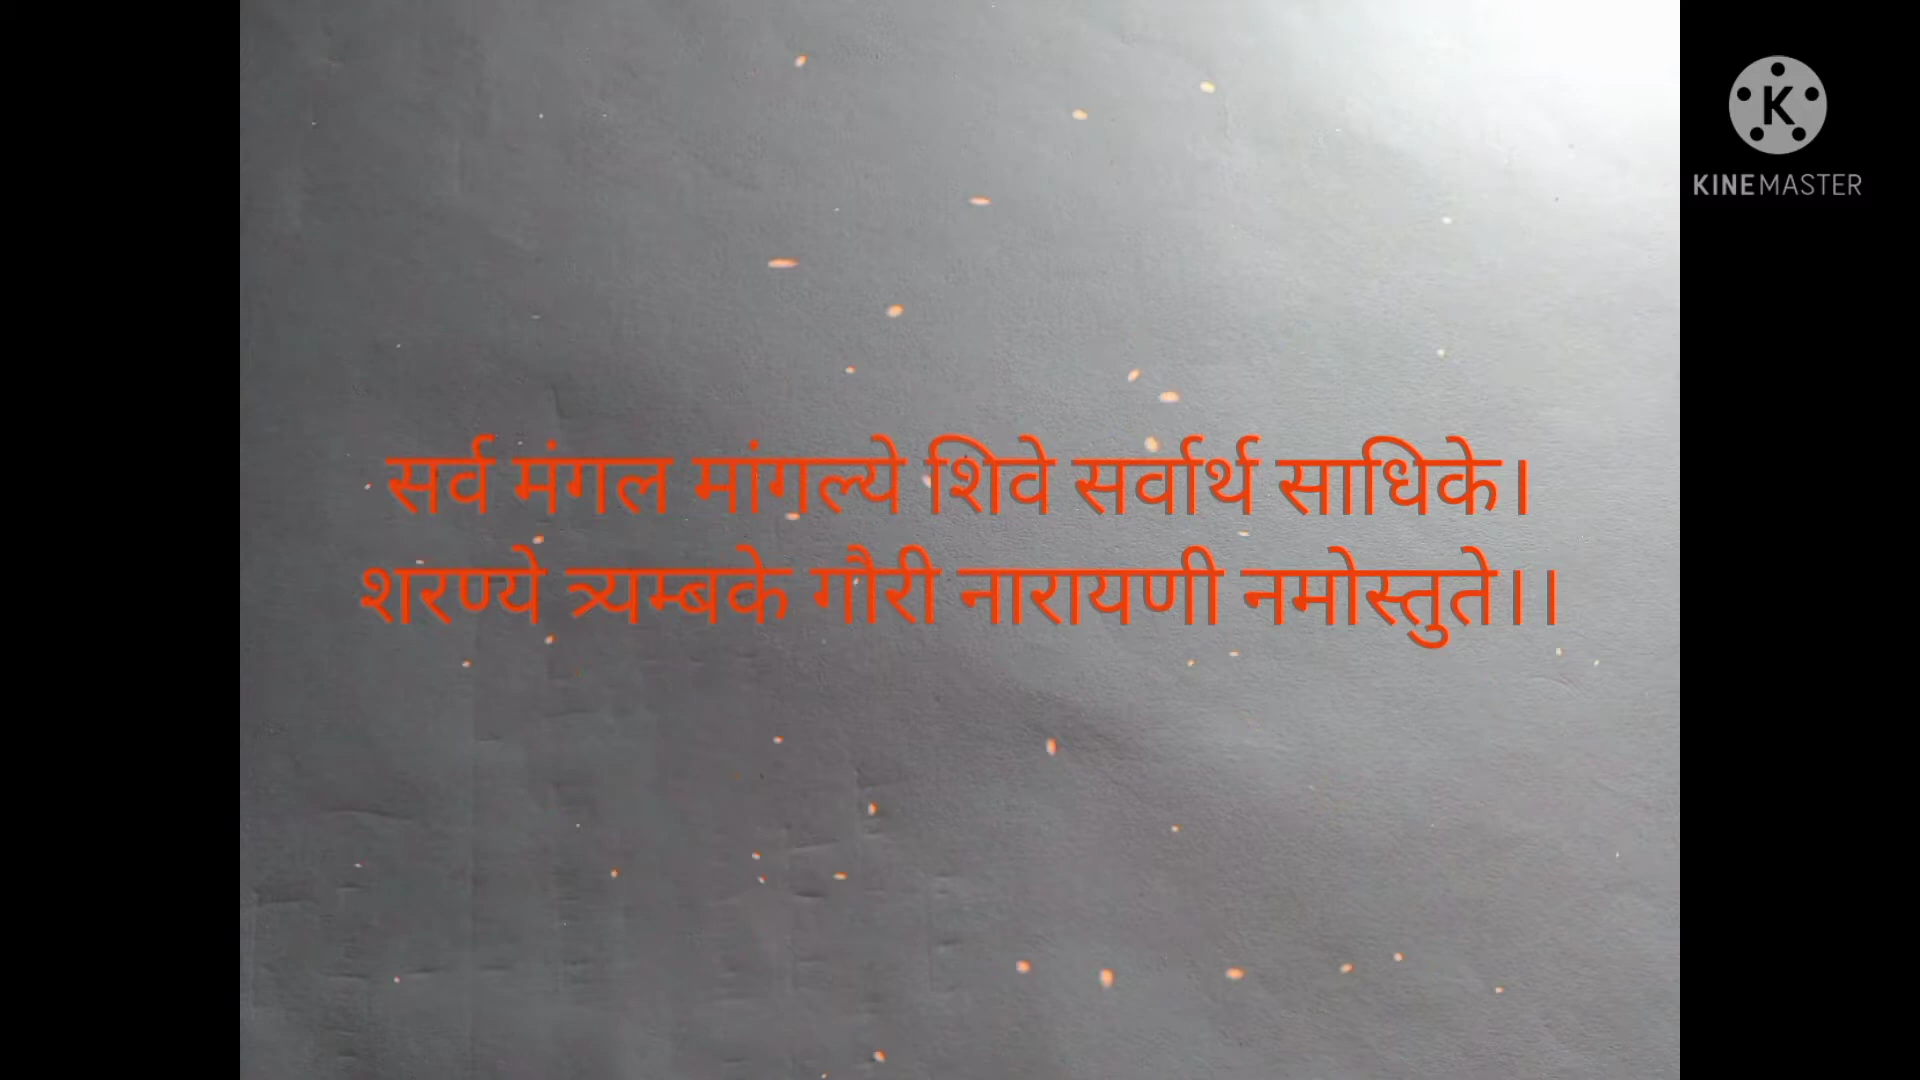 KINEMASTER
सर्व मंगल मांगल्ये शिवे सर्वार्थ साधिके।
शरण्ये त्र्यम्बके गौरी नारायणी नमोस्तुते।।